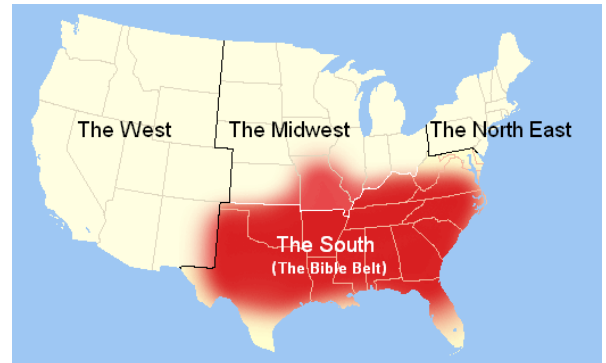 The West
The Midwest
The North East
The South
(The Bible Belt)